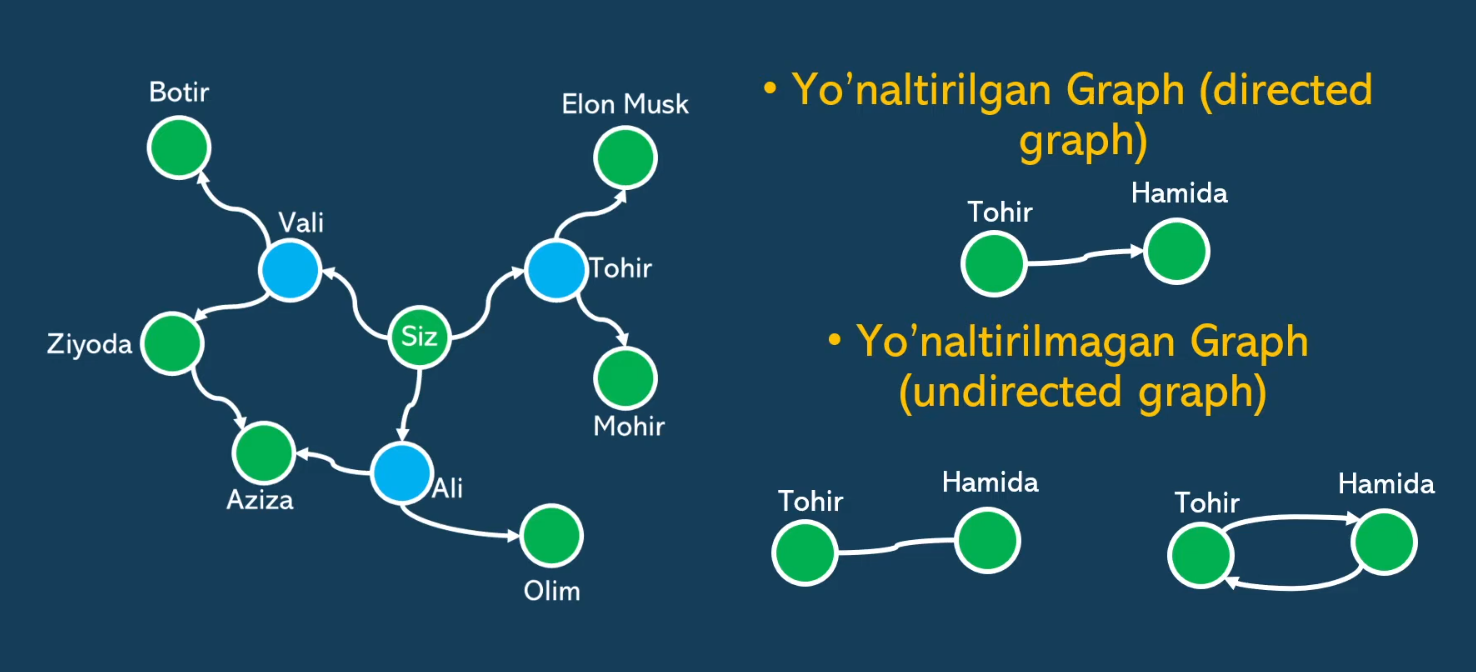 Botir
Elon Musk
Vali
Tohir
Siz
Ziyoda
Mohir
Aziza
Ali
Olim
• Yo’naltirilgan Graph (directed
graph)
Tohir
Hamida
• Yo’naltirilmagan Graph
(undirected graph)
Tohir
Hamida
Tohir
Hamida